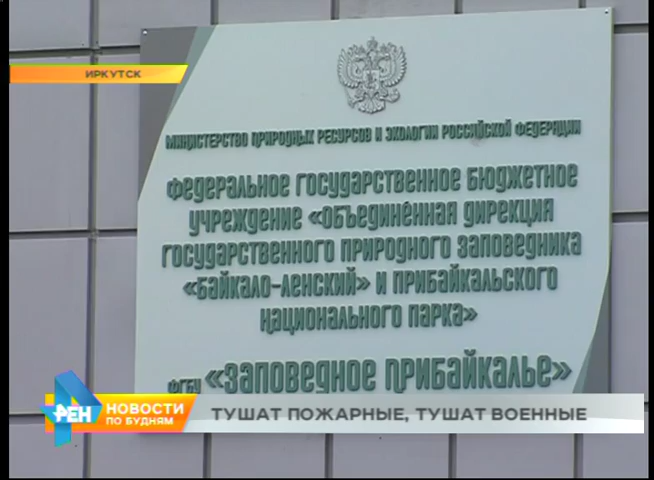 ИРКУТСК
МИНИСТЕРСТВО ПРИРОДНЫХ РЕСУРСОВ И ЭКОЛОГИИ РОССИЙСКОЙ ФЕДЕРАЦИИ
ФЕДЕРАЛЬНОЕ ГОСУДАРСТВЕННОЕ БЮДЖЕТНОЕ
УЧРЕЖДЕНИЕ «ОБЪЕДИНЁННАЯ ДИРЕКЦИЯ
ГОСУДАРСТВЕННОГО ПРИРОДНОГО ЗАПОВЕДНИКА
«БАЙКАЛО-ЛЕНСКИЙ» И ПРИБАЙКАЛЬСКОГО
НАЦИОНАЛЬНОГО ПАРКА»
ФГБУ «ЗАПОВЕДНОЕ ПРИБАЙКАЛЬЕ»
РЕН НОВОСТИ
ПО БУДНЯМ
ТУШАТ ПОЖАРНЫЕ, ТУШАТ ВОЕННЫЕ